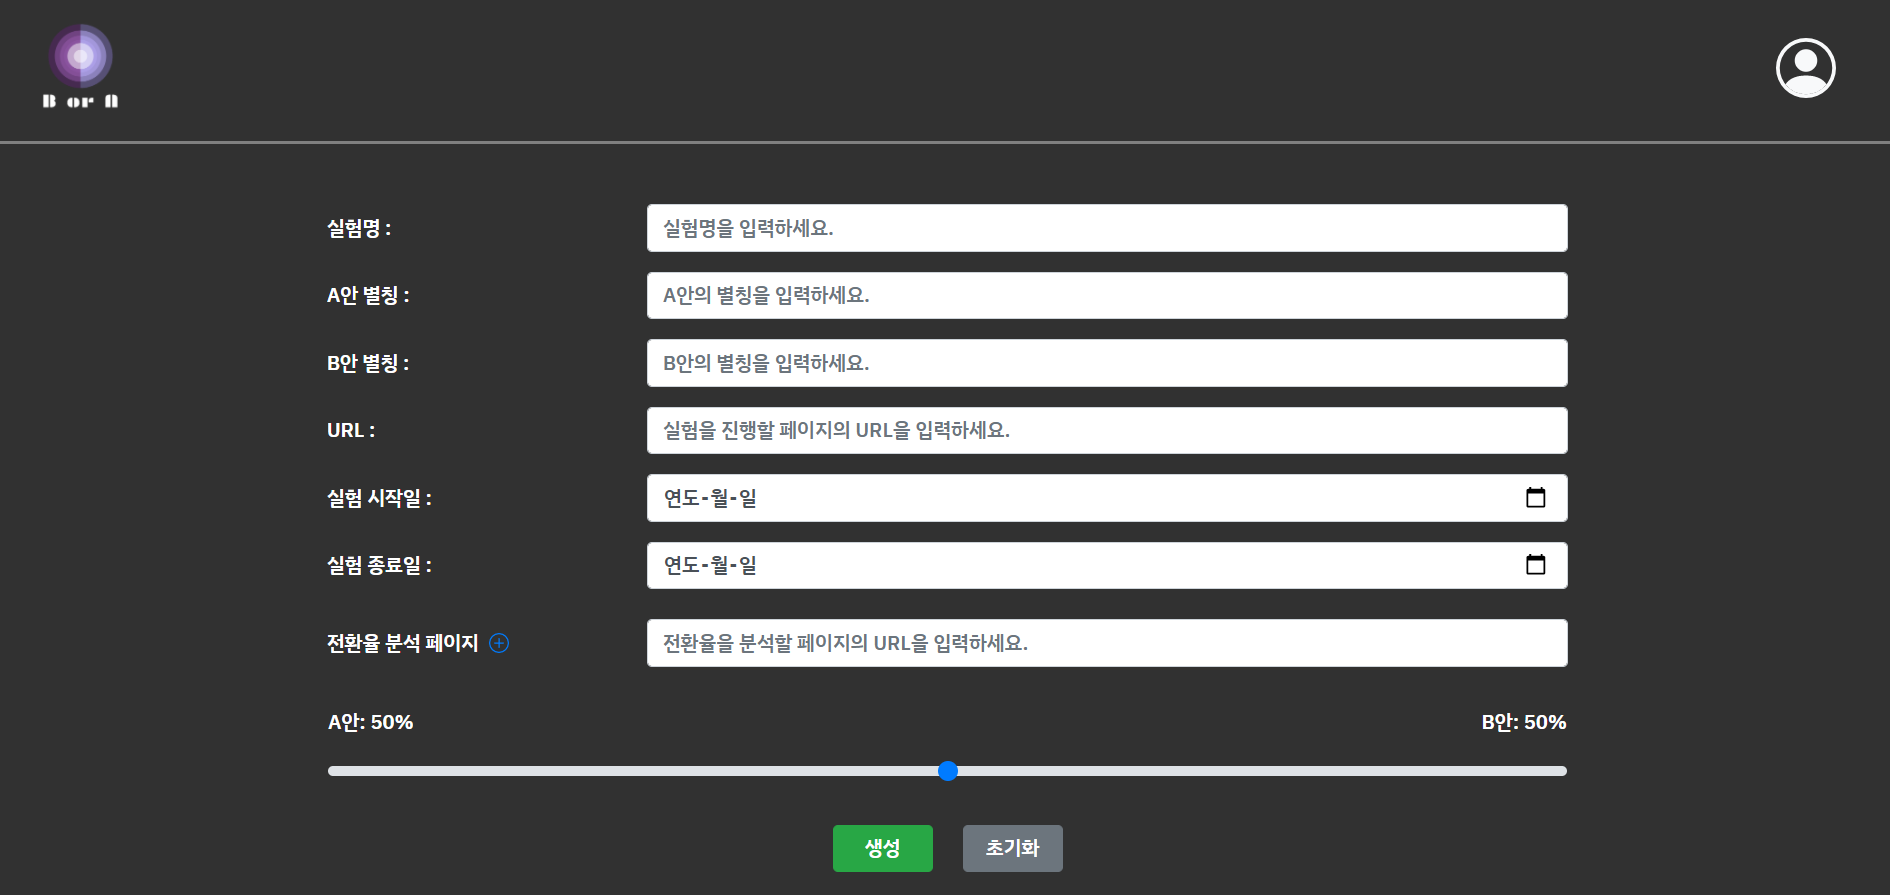 B or A
실험명 :
실험명을 입력하세요.
A안 별칭 :
A안의 별칭을 입력하세요.
B안 별칭 :
B안의 별칭을 입력하세요.
URL :
실험을 진행할 페이지의 URL을 입력하세요.
실험 시작일 :
연도-월-일
실험 종료일 :
연도-월-일
전환율 분석 페이지
전환율을 분석할 페이지의 URL을 입력하세요.
A안: 50%
B안: 50%
생성
초기화